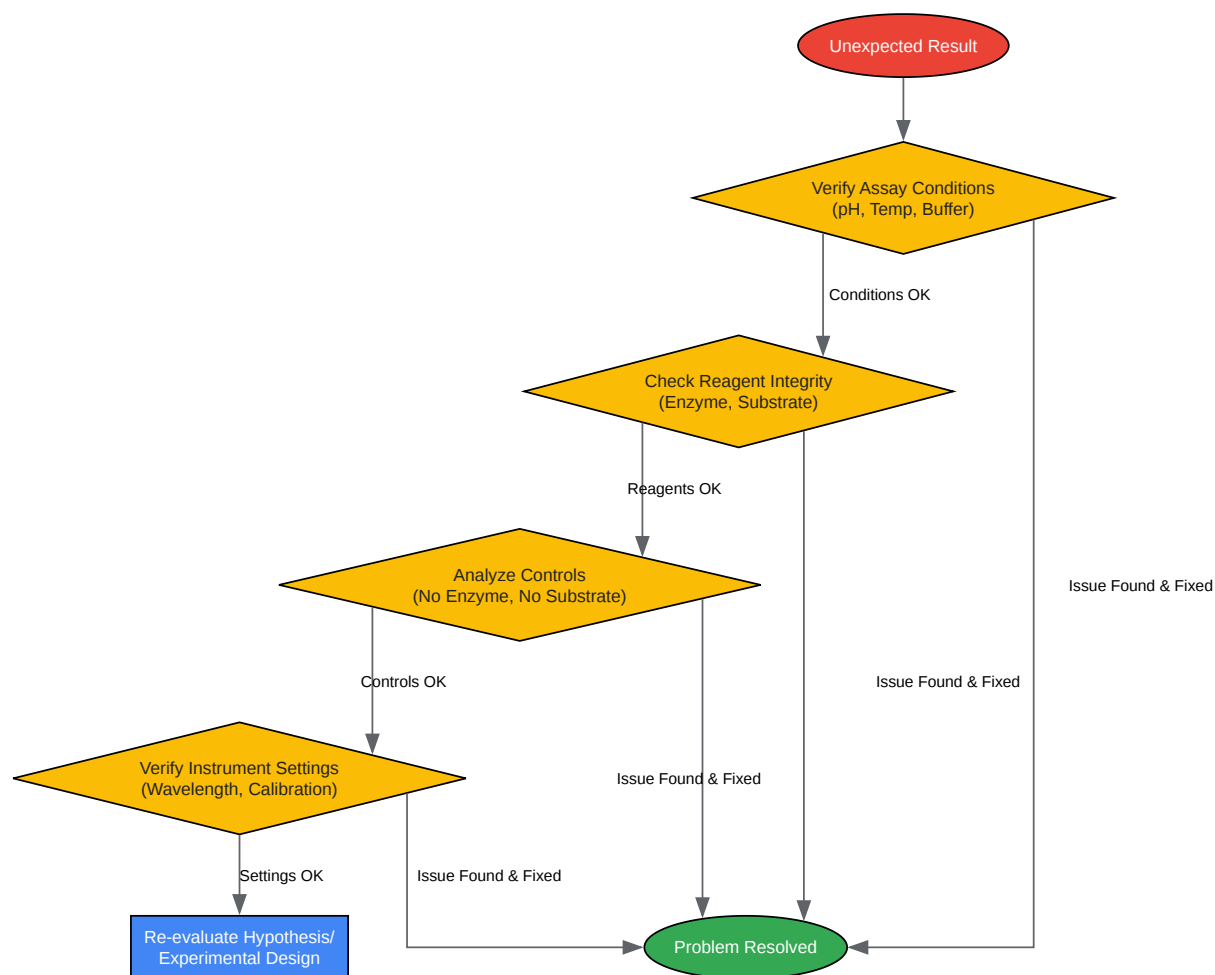 Unexpected Result
Verify Assay Conditions
(pH, Temp, Buffer)
Conditions OK
Check Reagent Integrity
(Enzyme, Substrate)
Reagents OK
Analyze Controls
(No Enzyme, No Substrate)
Issue Found & Fixed
Controls OK
Issue Found & Fixed
Verify Instrument Settings
(Wavelength, Calibration)
Issue Found & Fixed
Settings OK
Issue Found & Fixed
Re-evaluate Hypothesis/
Experimental Design
Problem Resolved